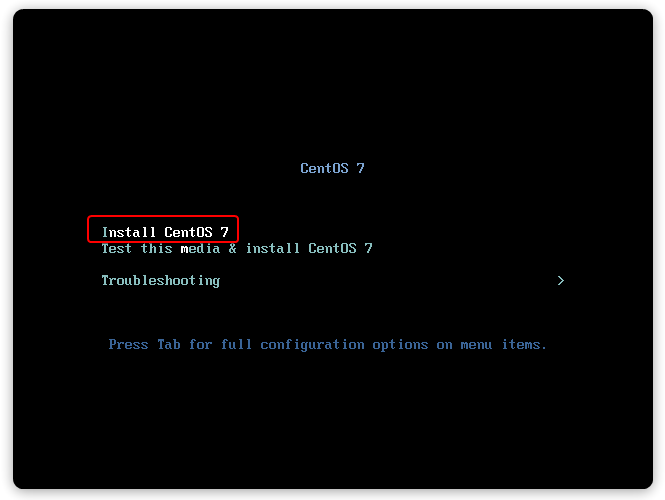 CentOS 7
Install CentOS 7
Test this media & install CentOS 7
Troubleshooting >
Press Tab for full configuration options on menu items.